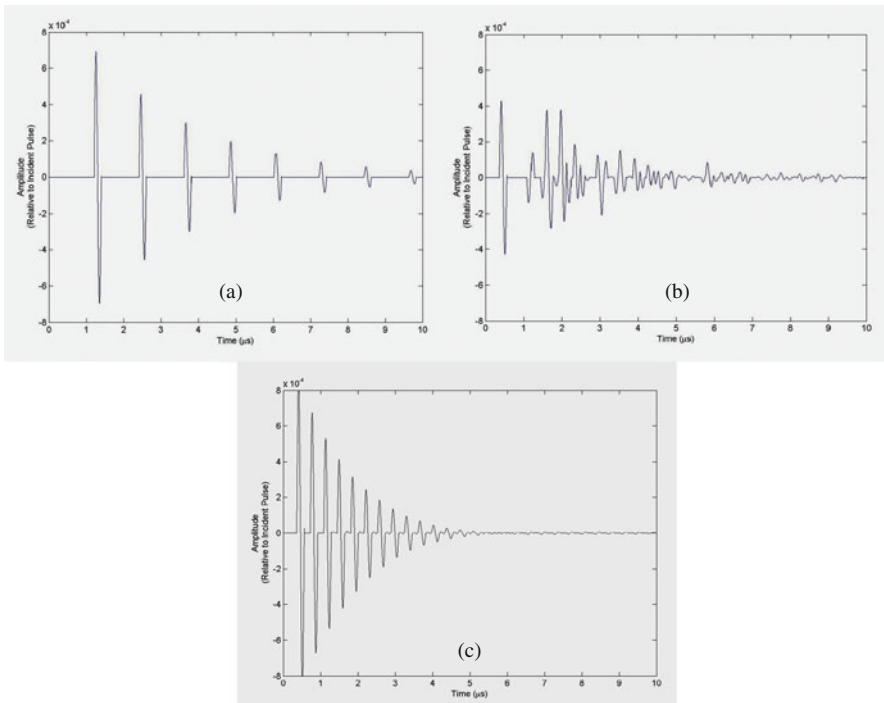 x 10⁻⁴
8
6
4
2
0
-2
-4
-6
-8
Amplitude
(Relative to Incident Pulse)
0 1 2 3 4 5 6 7 8 9 10
Time (μs)
(a)
x 10⁻⁴
8
6
4
2
0
-2
-4
-6
-8
Amplitude
(Relative to Incident Pulse)
0 1 2 3 4 5 6 7 8 9 10
Time (μs)
(b)
x 10⁻⁴
8
6
4
2
0
-2
-4
-6
-8
Amplitude
(Relative to Incident Pulse)
0 1 2 3 4 5 6 7 8 9 10
Time (μs)
(c)